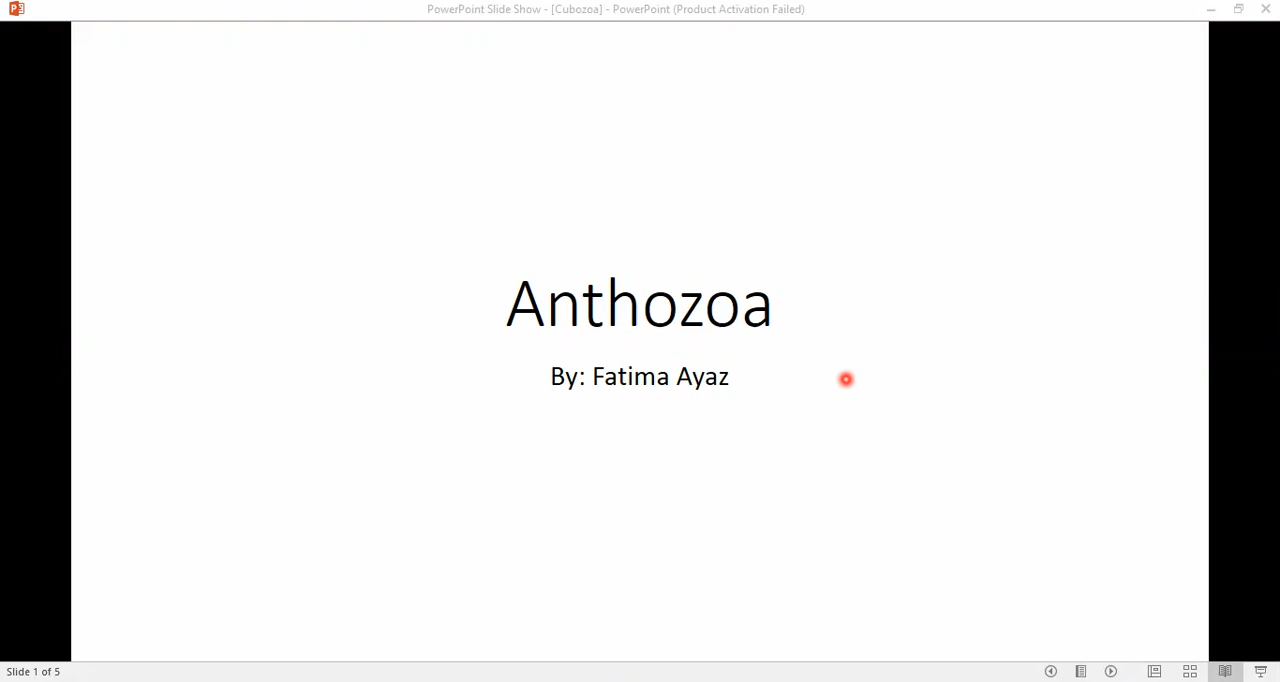 PowerPoint Slide Show - [Cubozoa] - PowerPoint (Product Activation Failed)
Anthozoa
By: Fatima Ayaz
Slide 1 of 5